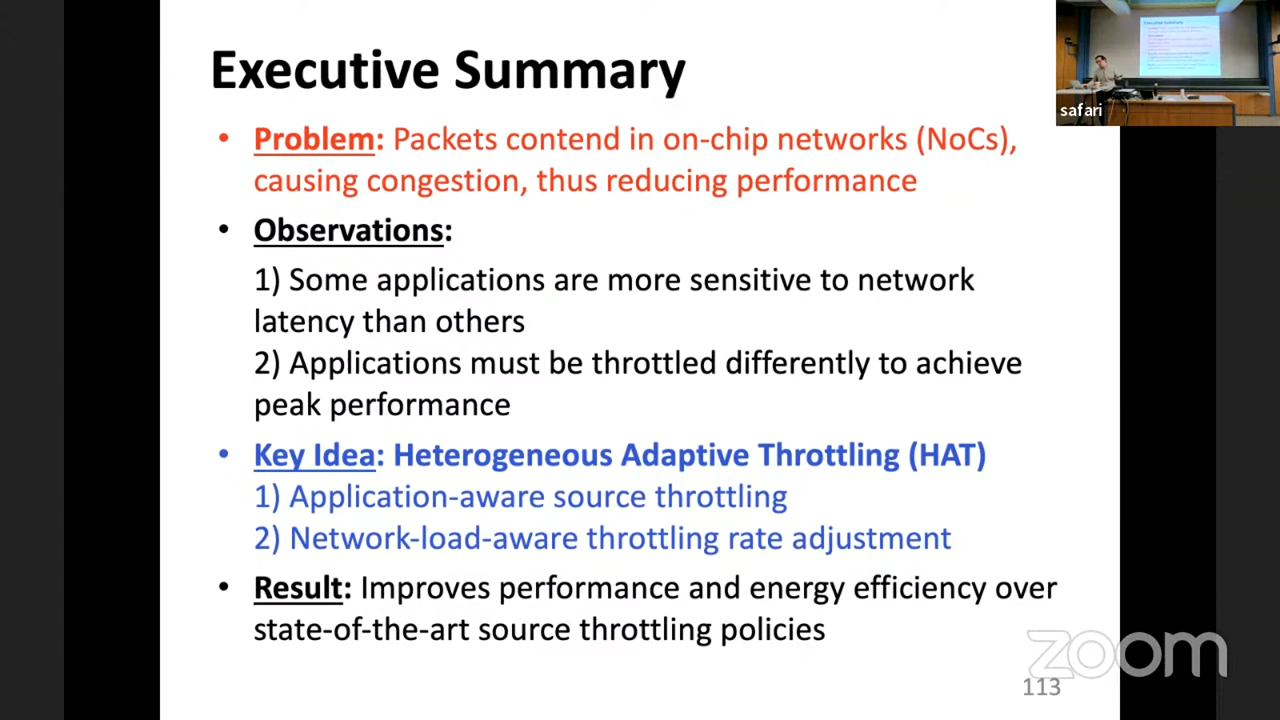 Executive Summary
safari
• Problem: Packets contend in on-chip networks (NoCs),
causing congestion, thus reducing performance
• Observations:
1) Some applications are more sensitive to network
latency than others
2) Applications must be throttled differently to achieve
peak performance
• Key Idea: Heterogeneous Adaptive Throttling (HAT)
1) Application-aware source throttling
2) Network-load-aware throttling rate adjustment
• Result: Improves performance and energy efficiency over
state-of-the-art source throttling policies
zoom
113